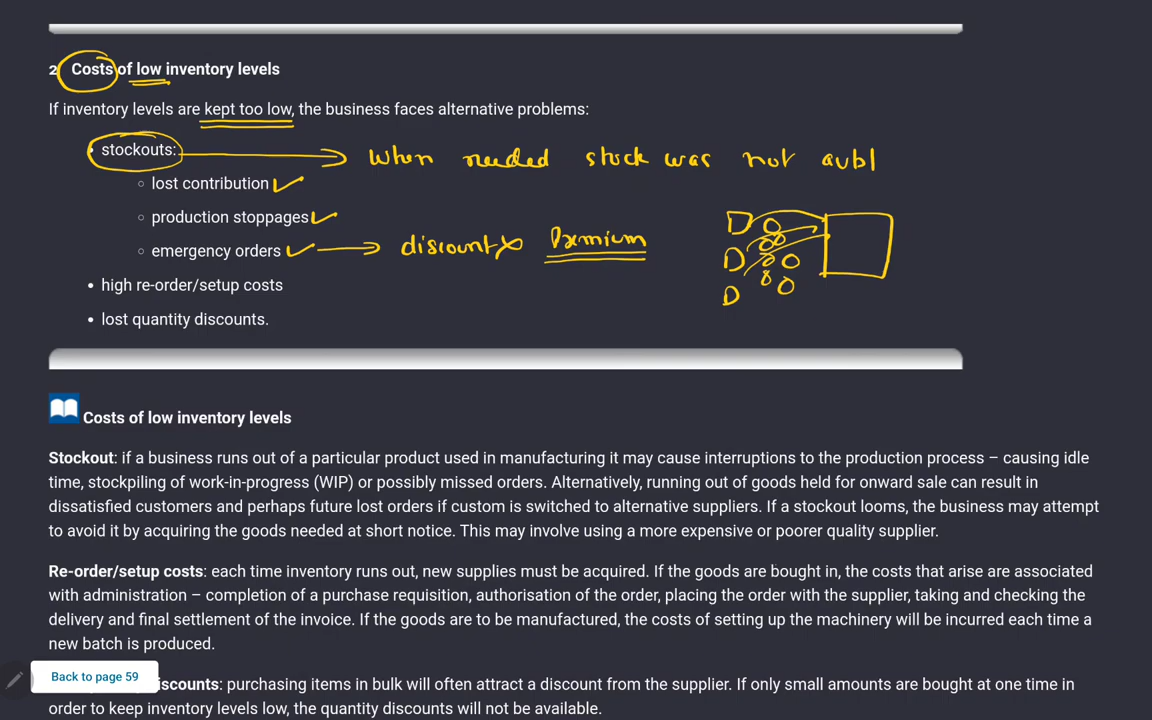 2 Costs of low inventory levels
If inventory levels are kept too low, the business faces alternative problems:
• stockouts: when needed stock was not avbl
○ lost contribution
○ production stoppages
○ emergency orders discount Premium
• high re-order/setup costs
• lost quantity discounts.
Costs of low inventory levels
Stockout: if a business runs out of a particular product used in manufacturing it may cause interruptions to the production process – causing idle
time, stockpiling of work-in-progress (WIP) or possibly missed orders. Alternatively, running out of goods held for onward sale can result in
dissatisfied customers and perhaps future lost orders if custom is switched to alternative suppliers. If a stockout looms, the business may attempt
to avoid it by acquiring the goods needed at short notice. This may involve using a more expensive or poorer quality supplier.
Re-order/setup costs: each time inventory runs out, new supplies must be acquired. If the goods are bought in, the costs that arise are associated
with administration – completion of a purchase requisition, authorisation of the order, placing the order with the supplier, taking and checking the
delivery and final settlement of the invoice. If the goods are to be manufactured, the costs of setting up the machinery will be incurred each time a
new batch is produced.
Back to page 59
iscounts: purchasing items in bulk will often attract a discount from the supplier. If only small amounts are bought at one time in
order to keep inventory levels low, the quantity discounts will not be available.